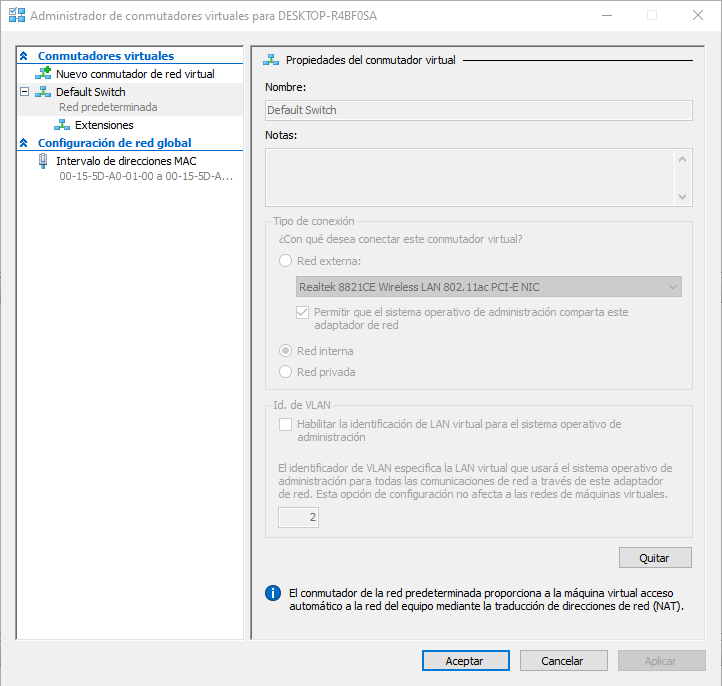 Administrador de conmutadores virtuales para DESKTOP-R4BF0SA
Conmutadores virtuales
Nuevo conmutador de red virtual
Default Switch
Red predeterminada
Extensiones
Configuración de red global
Intervalo de direcciones MAC
00-15-5D-A0-01-00 a 00-15-5D-A...
Propiedades del conmutador virtual
Nombre:
Default Switch
Notas:
Tipo de conexión
¿Con qué desea conectar este conmutador virtual?
Red externa:
Realtek 8821CE Wireless LAN 802.11ac PCI-E NIC
Permitir que el sistema operativo de administración comparta este
adaptador de red
Red interna
Red privada
Id. de VLAN
Habilitar la identificación de LAN virtual para el sistema operativo de
administración
El identificador de VLAN especifica la LAN virtual que usará el sistema operativo de
administración para todas las comunicaciones de red a través de este adaptador
de red. Esta opción de configuración no afecta a las redes de máquinas virtuales.
2
Quitar
El conmutador de la red predeterminada proporciona a la máquina virtual acceso
automático a la red del equipo mediante la traducción de direcciones de red (NAT).
Aceptar
Cancelar
Aplicar